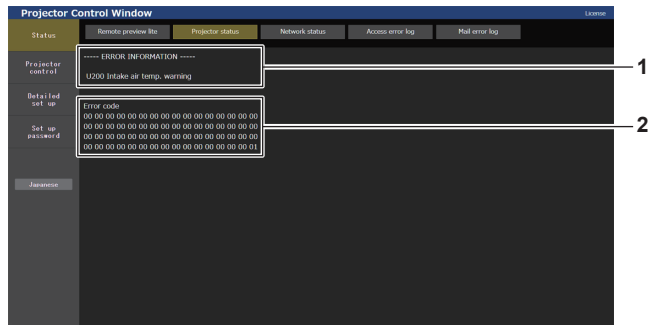 Projector Control Window
License
Status
Remote preview lite
Projector status
Network status
Access error log
Mail error log
----- ERROR INFORMATION -----
U200 Intake air temp. warning
1
Projector
control
Detailed
set up
Set up
password
Japanese
Error code
00 00 00 00 00 00 00 00 00 00 00 00 00 00 00 00
00 00 00 00 00 00 00 00 00 00 00 00 00 00 00 00
00 00 00 00 00 00 00 00 00 00 00 00 00 00 00 00
00 00 00 00 00 00 00 00 00 00 00 00 00 00 00 01
2